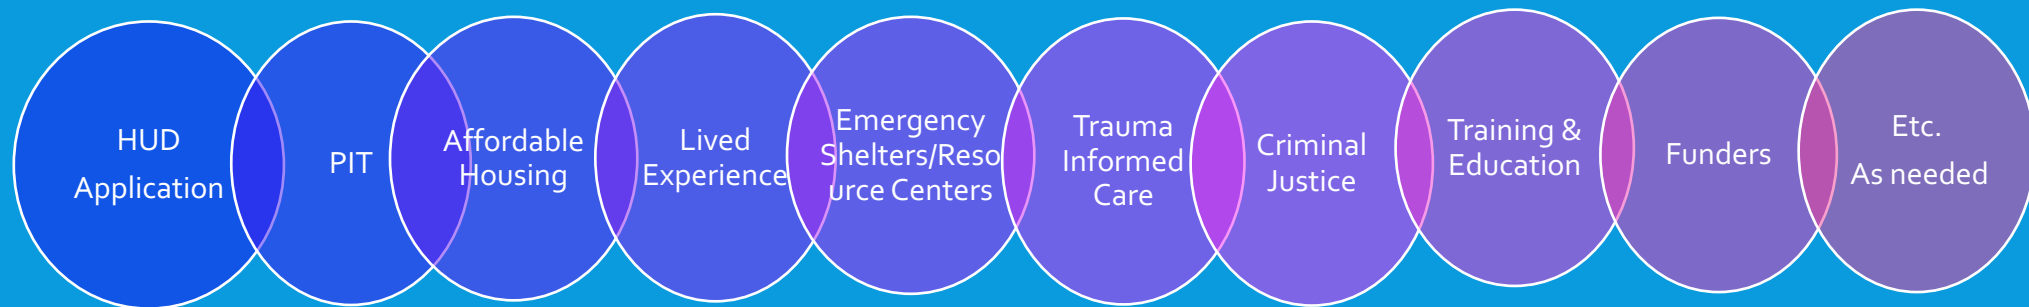 HUD
Application
PIT
Affordable
Housing
Lived
Experience
Emergency
Shelters/Reso
urce Centers
Trauma
Informed
Care
Criminal
Justice
Training &
Education
Funders
Etc.
As needed